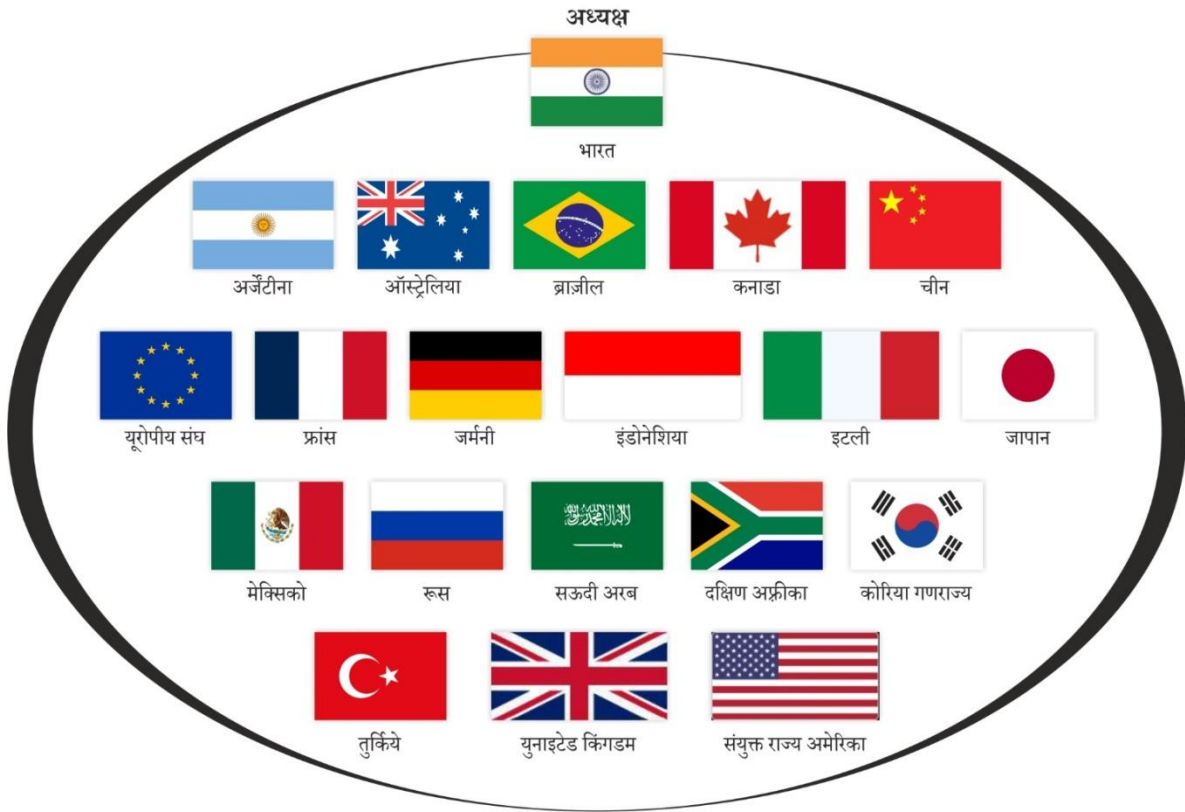 अध्यक्ष
भारत
अर्जेंटीना ऑस्ट्रेलिया ब्राज़ील कनाडा चीन
यूरोपीय संघ फ्रांस जर्मनी इंडोनेशिया इटली जापान
मेक्सिको रूस सऊदी अरब दक्षिण अफ़्रीका कोरिया गणराज्य
तुर्किये युनाइटेड किंगडम संयुक्त राज्य अमेरिका